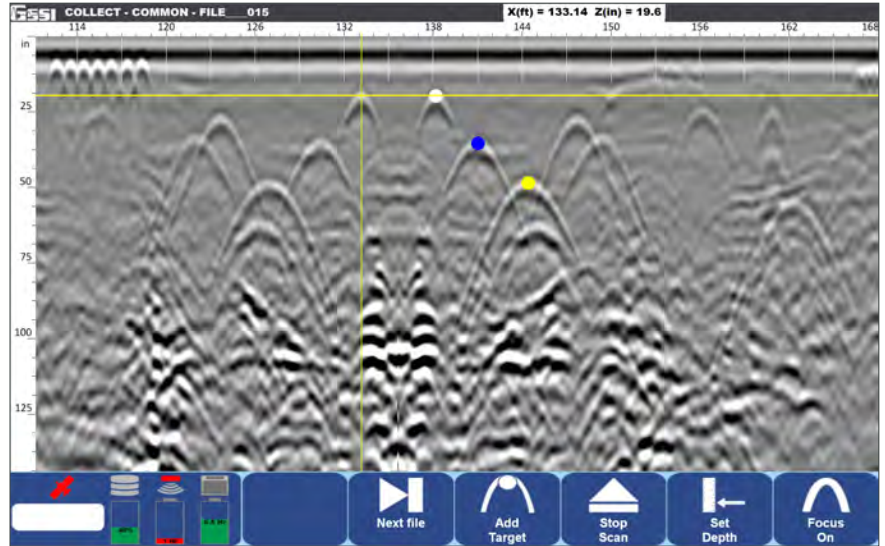 GSSI COLLECT - COMMON - FILE___015 X(ft) = 133.14 Z(in) = 19.6
114 120 126 132 138 144 150 156 162 168
in
25
50
75
100
125
Next file
Add
Target
Stop
Scan
Set
Depth
Focus
On